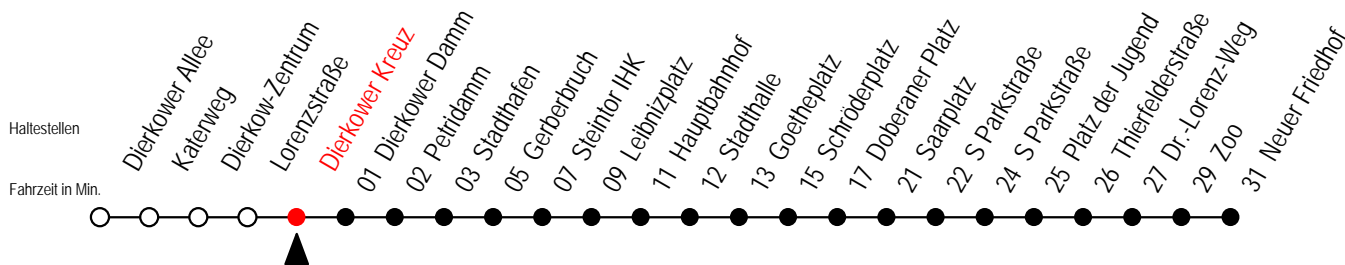 Haltestellen
Fahrzeit in Min.
Dierkower Allee
Katerweg
Dierkow-Zentrum
Lorenzstraße
Dierkower Kreuz
01 Dierkower Damm
02 Petridamm
03 Stadthafen
05 Gerberbruch
07 Steintor IHK
09 Leibnizplatz
11 Hauptbahnhof
12 Stadthalle
13 Goetheplatz
15 Schröderplatz
17 Doberaner Platz
21 Saarplatz
22 S Parkstraße
24 S Parkstraße
25 Platz der Jugend
26 Thierfelderstraße
27 Dr.-Lorenz-Weg
29 Zoo
31 Neuer Friedhof